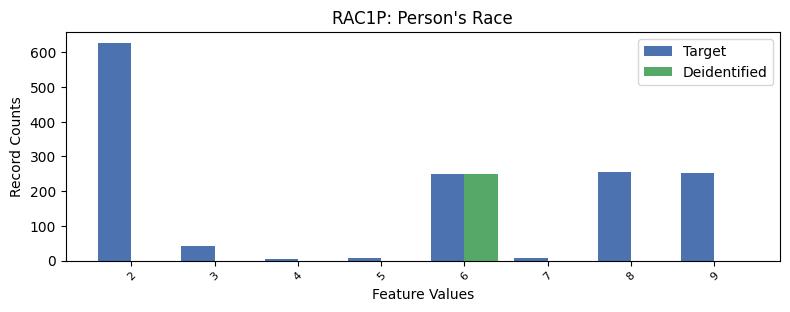 RAC1P: Person's Race
Target
Deidentified
Record Counts
600
500
400
300
200
100
0
2 3 4 5 6 7 8 9
Feature Values